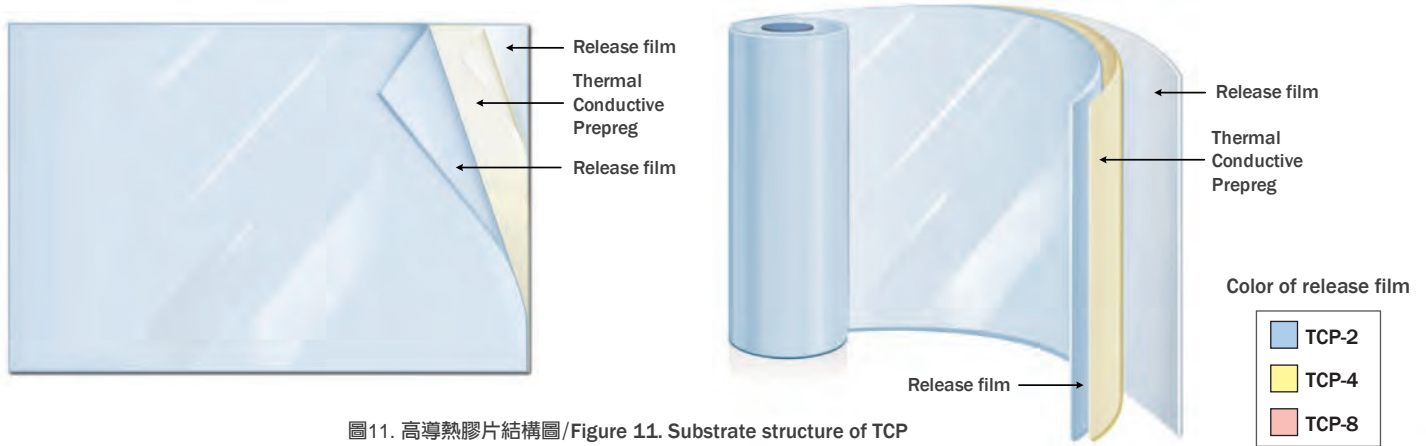 Release film
Thermal
Conductive
Prepreg
Release film
Release film
Thermal
Conductive
Prepreg
Release film
Color of release film
TCP-2
TCP-4
TCP-8
圖11. 高導熱膠片結構圖/Figure 11. Substrate structure of TCP